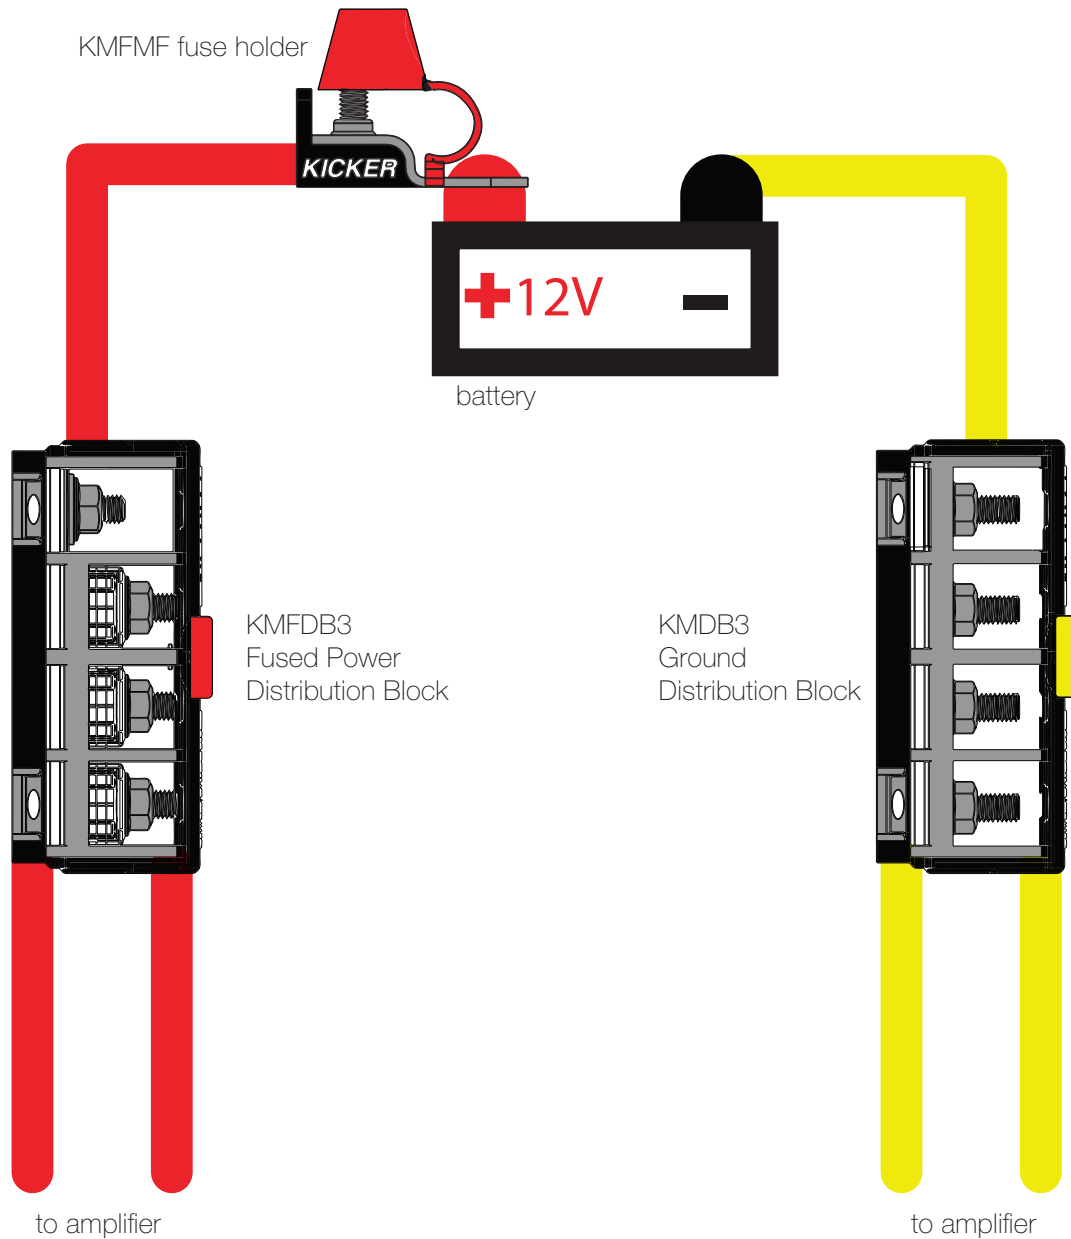 KMFMF fuse holder
KICKER
+12V −
battery
KMFDB3
Fused Power
Distribution Block
KMDB3
Ground
Distribution Block
to amplifier
to amplifier